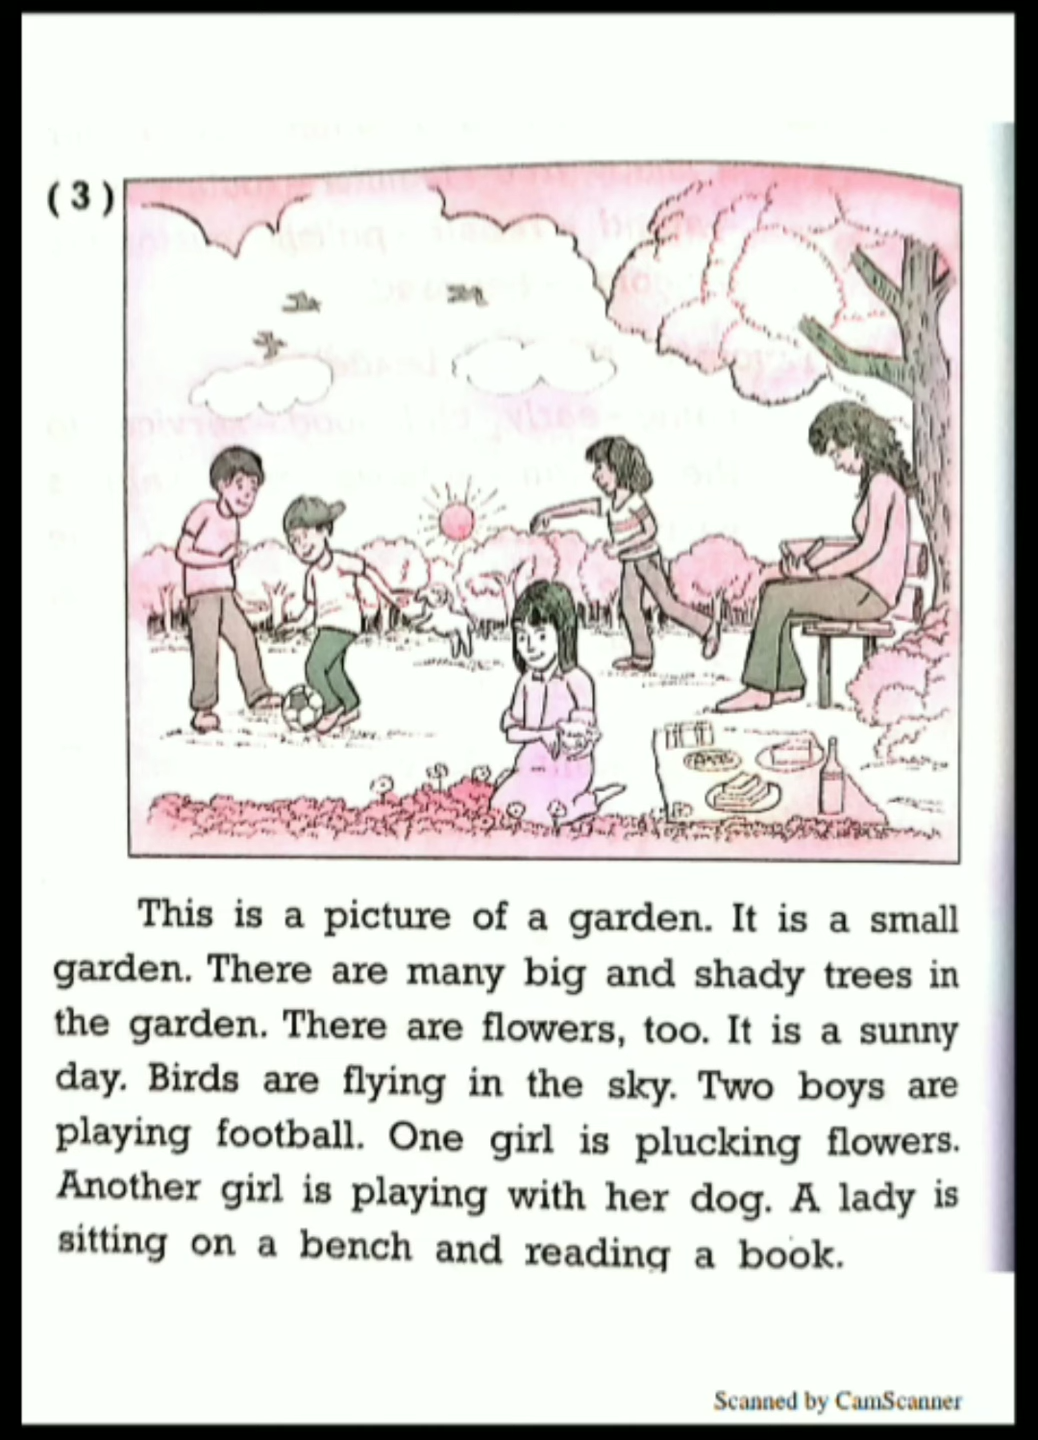 (3)
This is a picture of a garden. It is a small
garden. There are many big and shady trees in
the garden. There are flowers, too. It is a sunny
day. Birds are flying in the sky. Two boys are
playing football. One girl is plucking flowers.
Another girl is playing with her dog. A lady is
sitting on a bench and reading a book.
Scanned by CamScanner